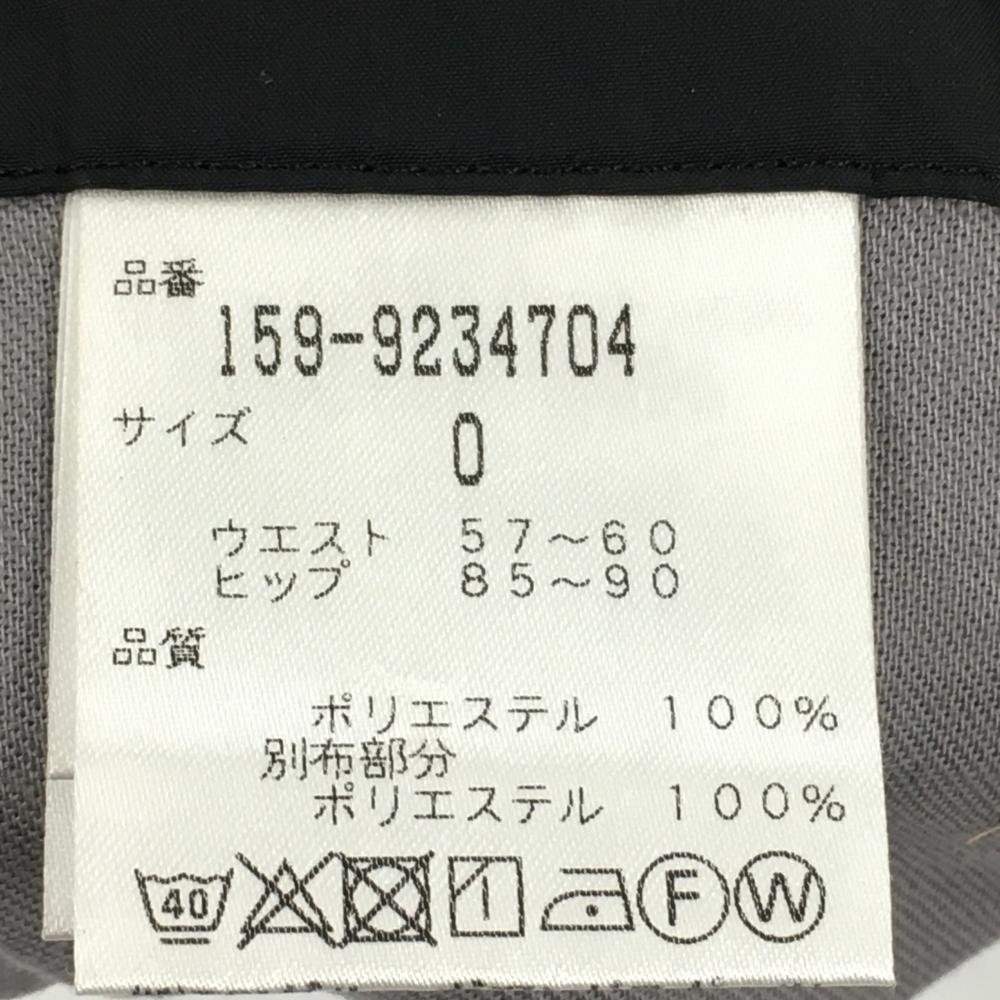 品番
159-9234704
サイズ
0
ウエスト 57～60
ヒップ 85～90
品質
ポリエステル 100%
別布部分
ポリエステル 100%
40 F W